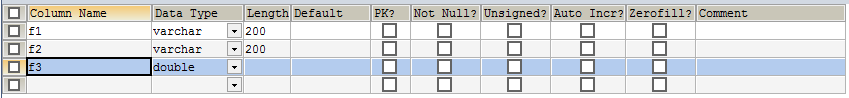 Column Name Data Type Length Default PK? Not Null? Unsigned? Auto Incr? Zerofill? Comment
f1 varchar 200
f2 varchar 200
f3 double